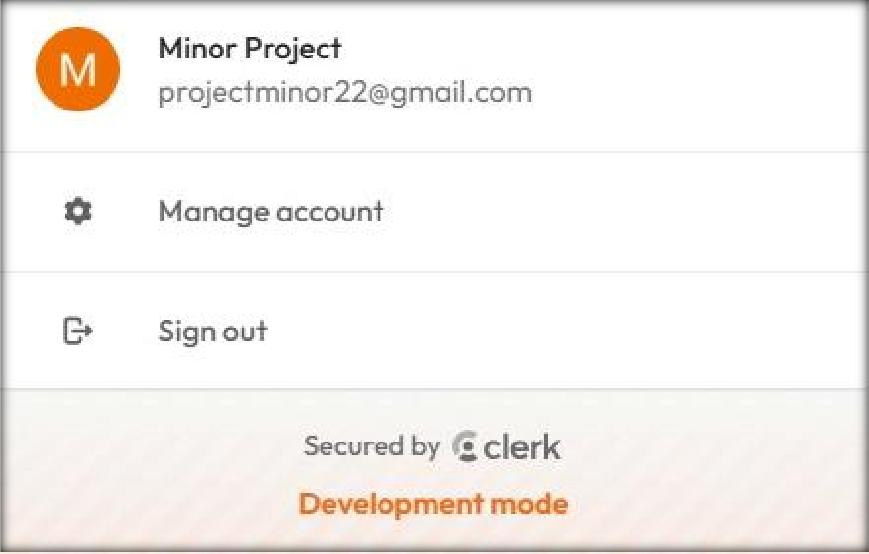 M
Minor Project
projectminor22@gmail.com
Manage account
Sign out
Secured by clerk
Development mode